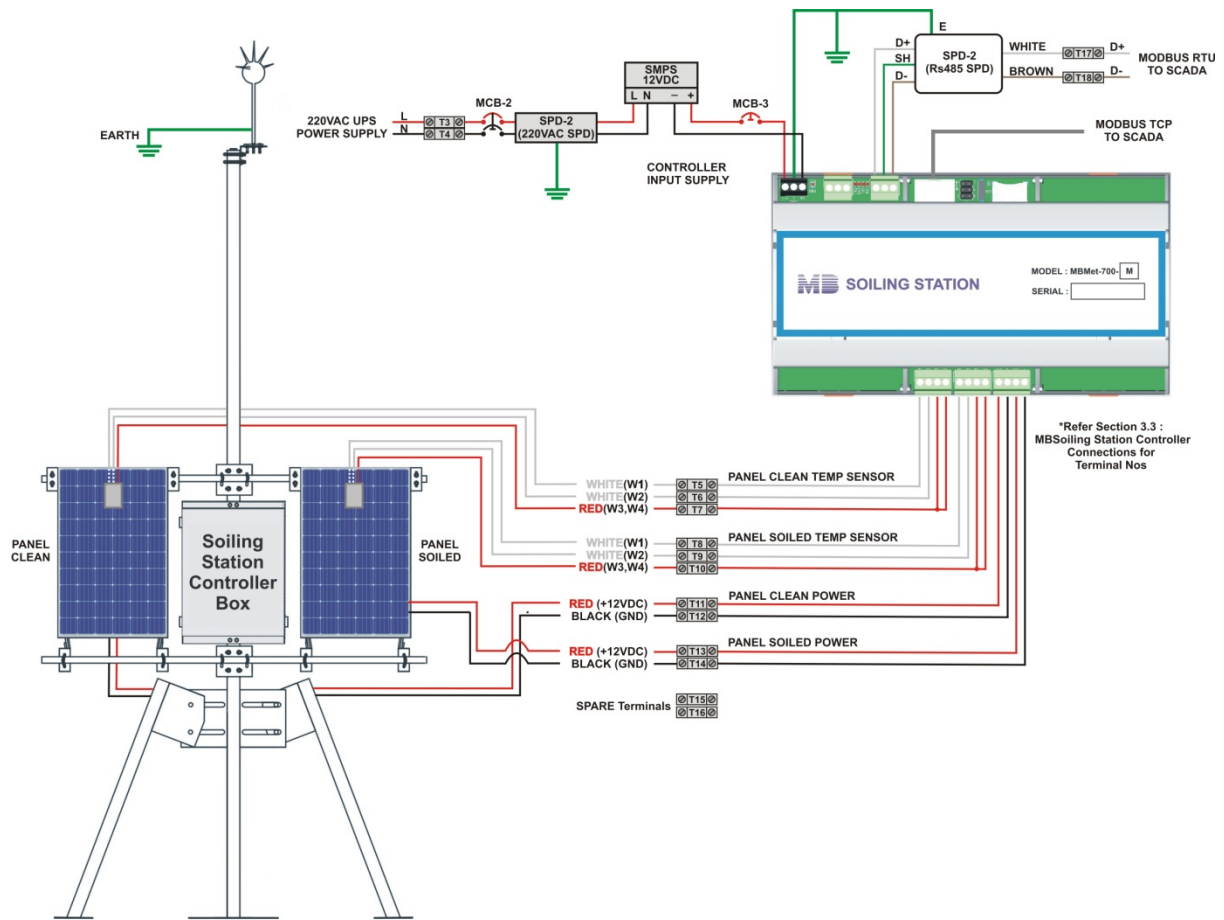 EARTH
220VAC UPS
POWER SUPPLY
L
N
T3
T4
MCB-2
SPD-2
(220VAC SPD)
SMPS
12VDC
L N − +
MCB-3
CONTROLLER
INPUT SUPPLY
E
D+
SH
D-
SPD-2
(Rs485 SPD)
WHITE
T17
D+
BROWN
T18
D-
MODBUS RTU
TO SCADA
MODBUS TCP
TO SCADA
MB SOILING STATION
MODEL : MBMet-700- M
SERIAL :
*Refer Section 3.3 :
MBSoiling Station Controller
Connections for
Terminal Nos
PANEL
CLEAN
Soiling
Station
Controller
Box
PANEL
SOILED
WHITE(W1) T5 PANEL CLEAN TEMP SENSOR
WHITE(W2) T6
RED(W3,W4) T7
WHITE(W1) T8 PANEL SOILED TEMP SENSOR
WHITE(W2) T9
RED(W3,W4) T10
RED (+12VDC) T11 PANEL CLEAN POWER
BLACK (GND) T12
RED (+12VDC) T13 PANEL SOILED POWER
BLACK (GND) T14
SPARE Terminals T15
T16